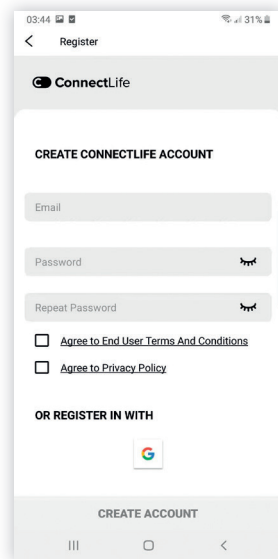 03:44 31%
Register
ConnectLife
CREATE CONNECTLIFE ACCOUNT
Email
Password
Repeat Password
Agree to End User Terms And Conditions
Agree to Privacy Policy
OR REGISTER IN WITH
G
CREATE ACCOUNT